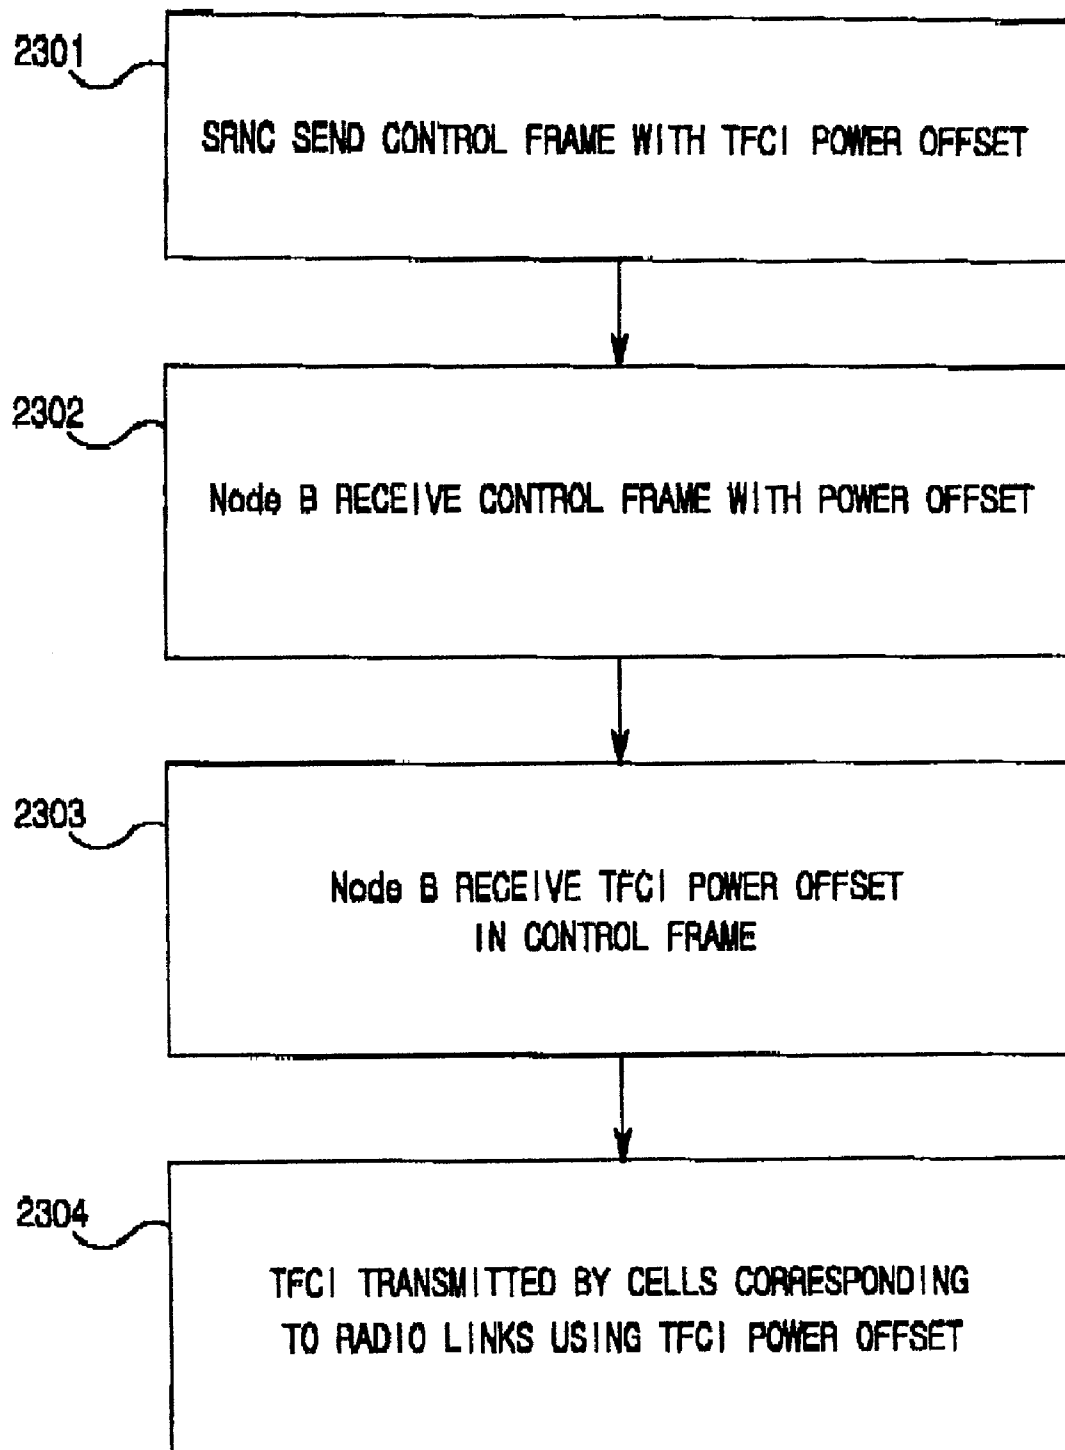 2301
SRNC SEND CONTROL FRAME WITH TFCI POWER OFFSET
2302
Node B RECEIVE CONTROL FRAME WITH POWER OFFSET
2303
Node B RECEIVE TFCI POWER OFFSET
IN CONTROL FRAME
2304
TFCI TRANSMITTED BY CELLS CORRESPONDING
TO RADIO LINKS USING TFCI POWER OFFSET